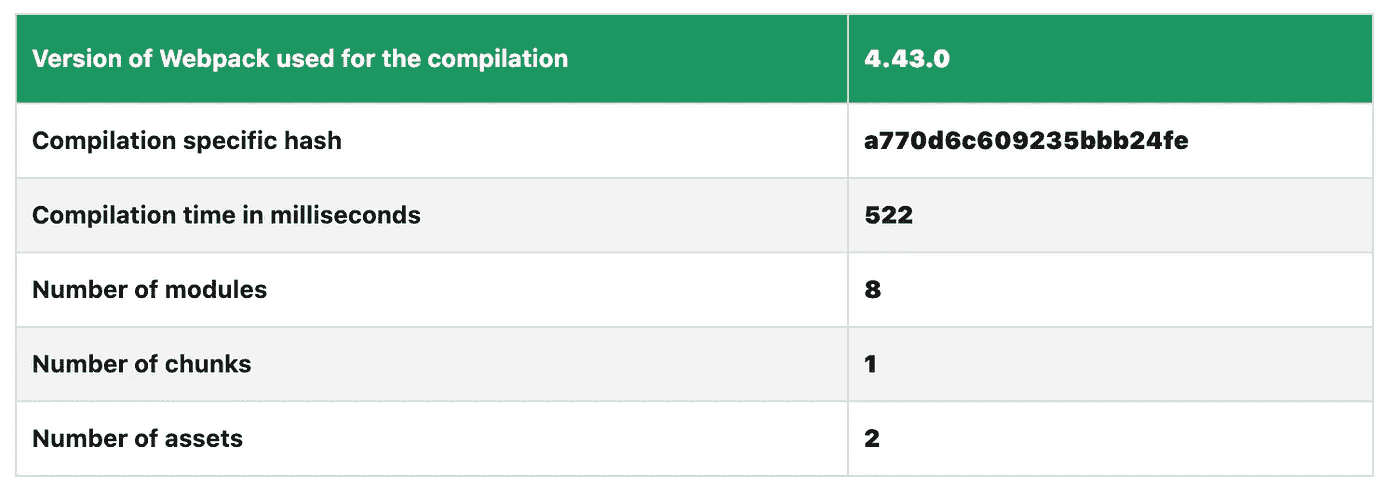 Version of Webpack used for the compilation 4.43.0
Compilation specific hash a770d6c609235bbb24fe
Compilation time in milliseconds 522
Number of modules 8
Number of chunks 1
Number of assets 2